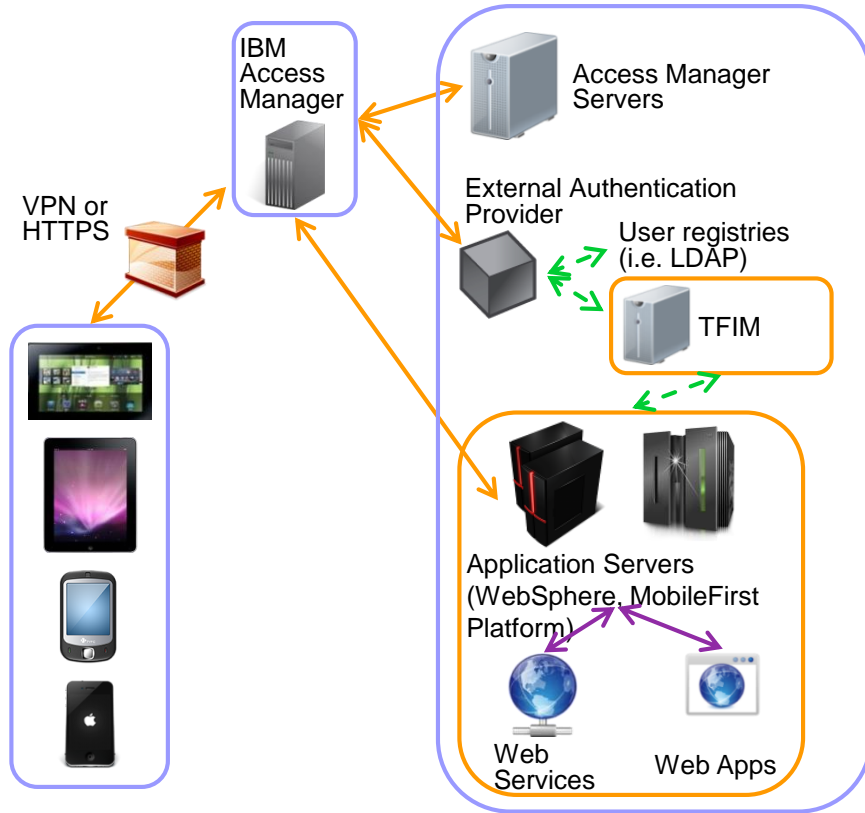 IBM
Access
Manager
Access Manager
Servers
VPN or
HTTPS
External Authentication
Provider
User registries
(i.e. LDAP)
TFIM
Application Servers
(WebSphere, MobileFirst
Platform)
Web
Services
Web Apps